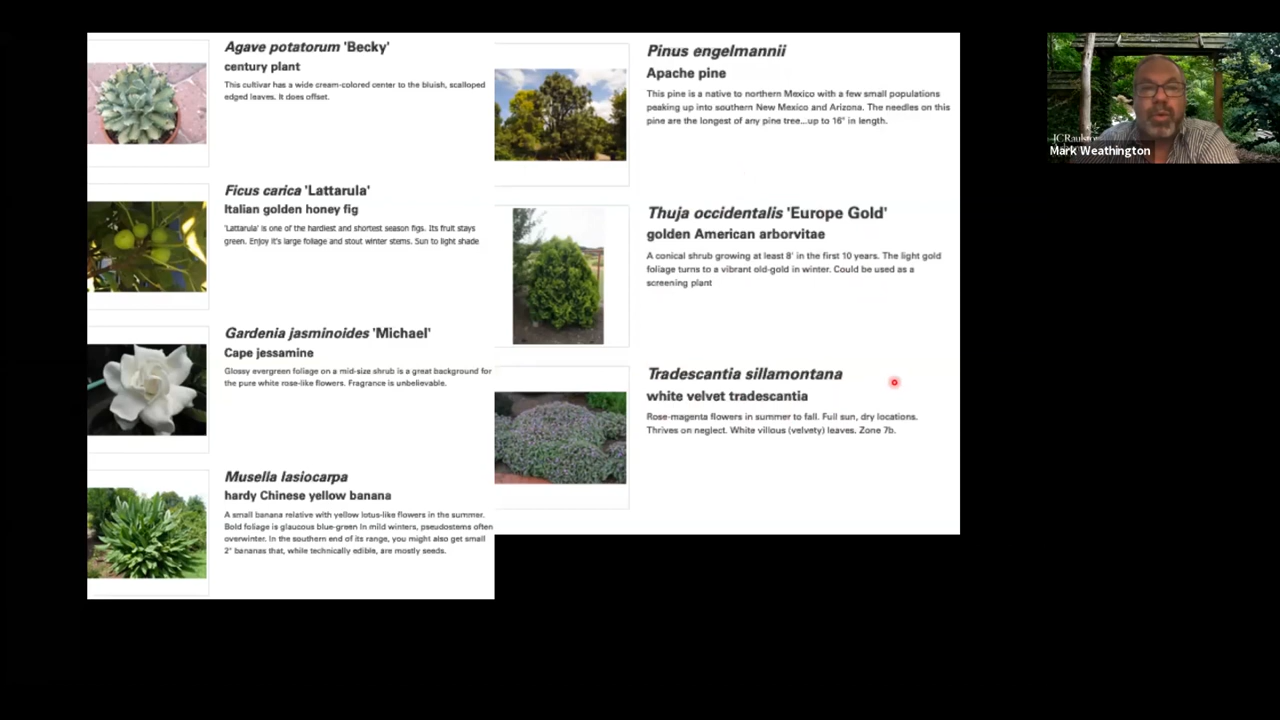 Agave potatorum 'Becky'
century plant
This cultivar has a wide cream-colored center to the bluish, scalloped
edged leaves. It does offset.
Ficus carica 'Lattarula'
Italian golden honey fig
'Lattarula' is one of the hardiest and shortest season figs. Its fruit stays
green. Enjoy it's large foliage and stout winter stems. Sun to light shade
Gardenia jasminoides 'Michael'
Cape jessamine
Glossy evergreen foliage on a mid-size shrub is a great background for
the pure white rose-like flowers. Fragrance is unbelievable.
Musella lasiocarpa
hardy Chinese yellow banana
A small banana relative with yellow lotus-like flowers in the summer.
Bold foliage is glaucous blue-green In mild winters, pseudostems often
overwinter. In the southern end of its range, you might also get small
2" bananas that, while technically edible, are mostly seeds.
Pinus engelmannii
Apache pine
This pine is a native to northern Mexico with a few small populations
peaking up into southern New Mexico and Arizona. The needles on this
pine are the longest of any pine tree...up to 16" in length.
Thuja occidentalis 'Europe Gold'
golden American arborvitae
A conical shrub growing at least 8' in the first 10 years. The light gold
foliage turns to a vibrant old-gold in winter. Could be used as a
screening plant
Tradescantia sillamontana
white velvet tradescantia
Rose-magenta flowers in summer to fall. Full sun, dry locations.
Thrives on neglect. White villous (velvety) leaves. Zone 7b.
Mark Weathington